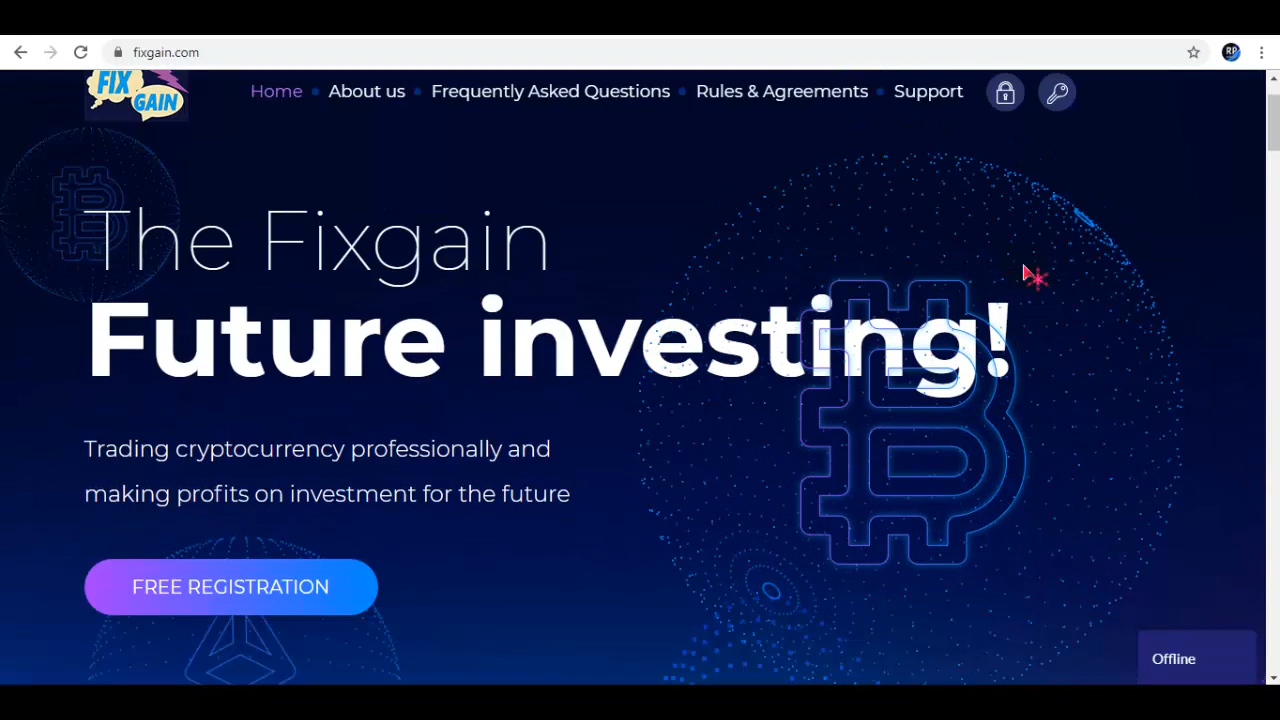 fixgain.com
RP
FIX
GAIN
Home About us Frequently Asked Questions Rules & Agreements Support
The Fixgain
Future investing!
Trading cryptocurrency professionally and
making profits on investment for the future
FREE REGISTRATION
Offline